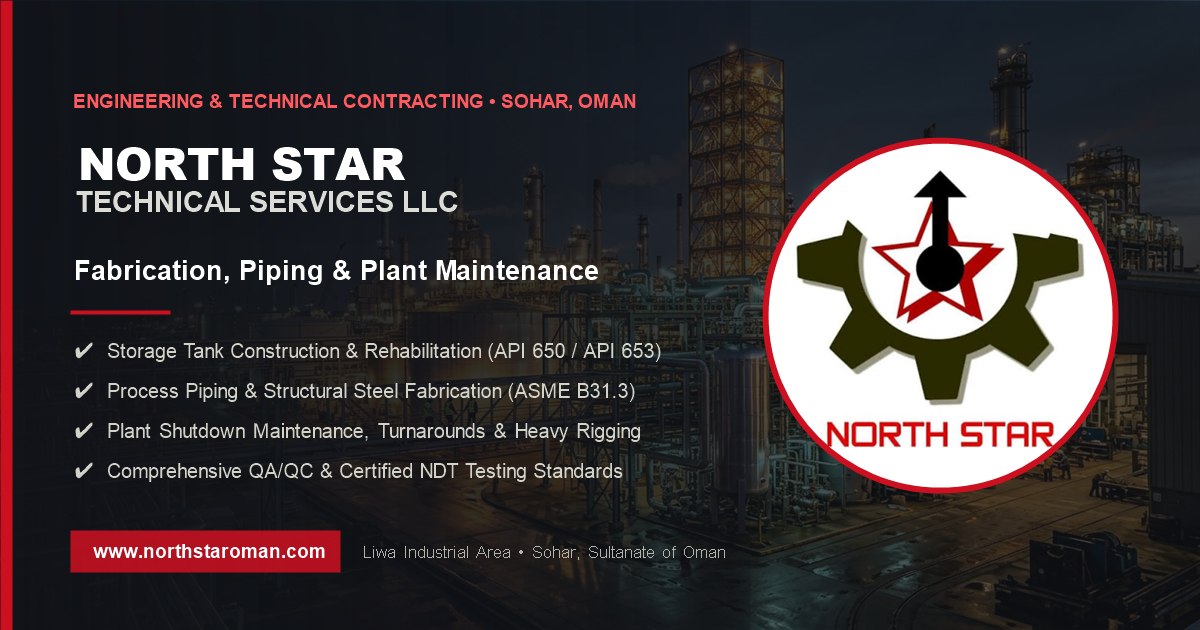 ENGINEERING & TECHNICAL CONTRACTING • SOHAR, OMAN
NORTH STAR
TECHNICAL SERVICES LLC
Fabrication, Piping & Plant Maintenance
✔ Storage Tank Construction & Rehabilitation (API 650 / API 653)
✔ Process Piping & Structural Steel Fabrication (ASME B31.3)
✔ Plant Shutdown Maintenance, Turnarounds & Heavy Rigging
✔ Comprehensive QA/QC & Certified NDT Testing Standards
www.northstaroman.com
Liwa Industrial Area • Sohar, Sultanate of Oman
NORTH STAR